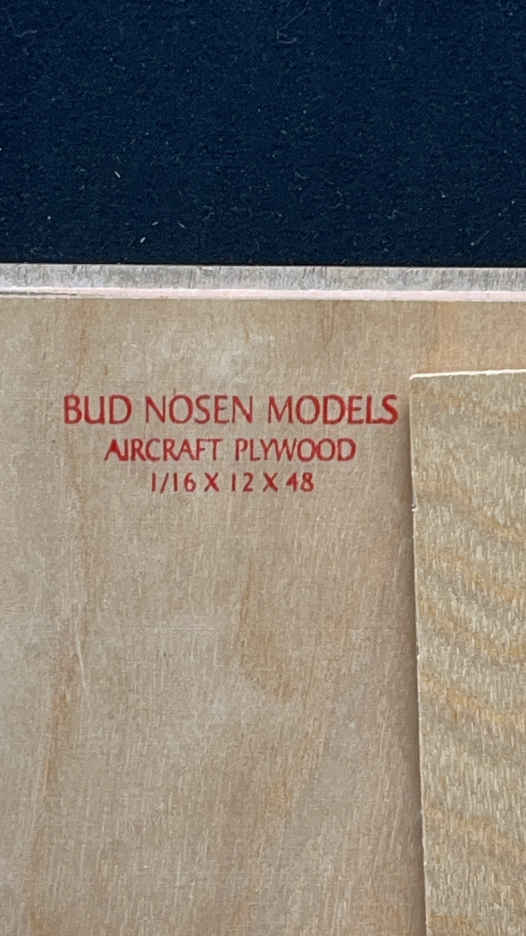 BUD NOSEN MODELS
AIRCRAFT PLYWOOD
1/16 X 12 X 48